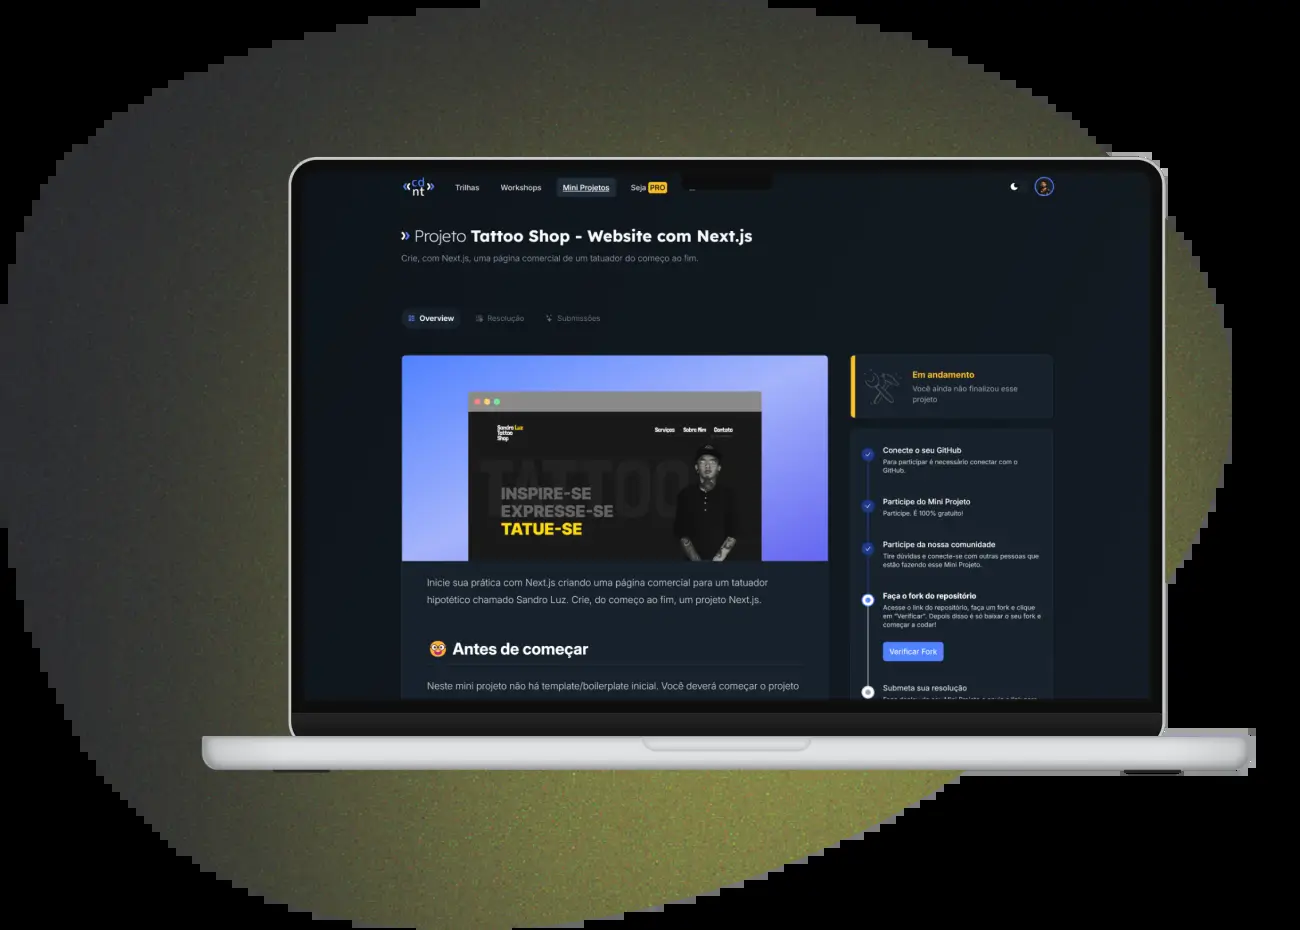 cd
nt
Trilhas
Workshops
Mini Projetos
Seja PRO
Projeto Tattoo Shop - Website com Next.js
Crie, com Next.js, uma página comercial de um tatuador do começo ao fim.
Overview
Resolução
Submissões
Sandro Luz
Tattoo
Shop
Serviços
Sobre Mim
Contato
TATTOO
INSPIRE-SE
EXPRESSE-SE
TATUE-SE
Inicie sua prática com Next.js criando uma página comercial para um tatuador
hipotético chamado Sandro Luz. Crie, do começo ao fim, um projeto Next.js.
Antes de começar
Neste mini projeto não há template/boilerplate inicial. Você deverá começar o projeto
Em andamento
Você ainda não finalizou esse
projeto
Conecte o seu GitHub
Para participar é necessário conectar com o
GitHub.
Participe do Mini Projeto
Participe. É 100% gratuito!
Participe da nossa comunidade
Tire dúvidas e conecte-se com outras pessoas que
estão fazendo esse Mini Projeto.
Faça o fork do repositório
Acesse o link do repositório, faça um fork e clique
em "Verificar". Depois disso é só baixar o seu fork e
começar a codar!
Verificar Fork
Submeta sua resolução